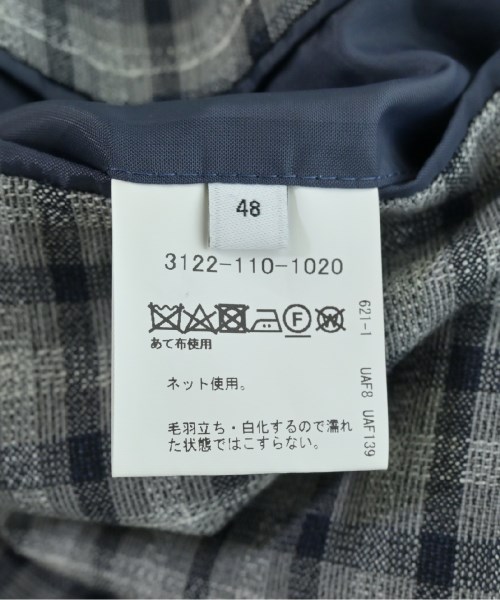 48
3122-110-1020
F W
あて布使用
ネット使用。
毛羽立ち・白化するので濡れ
た状態ではこすらない。
621-1 UAF8 UAF139